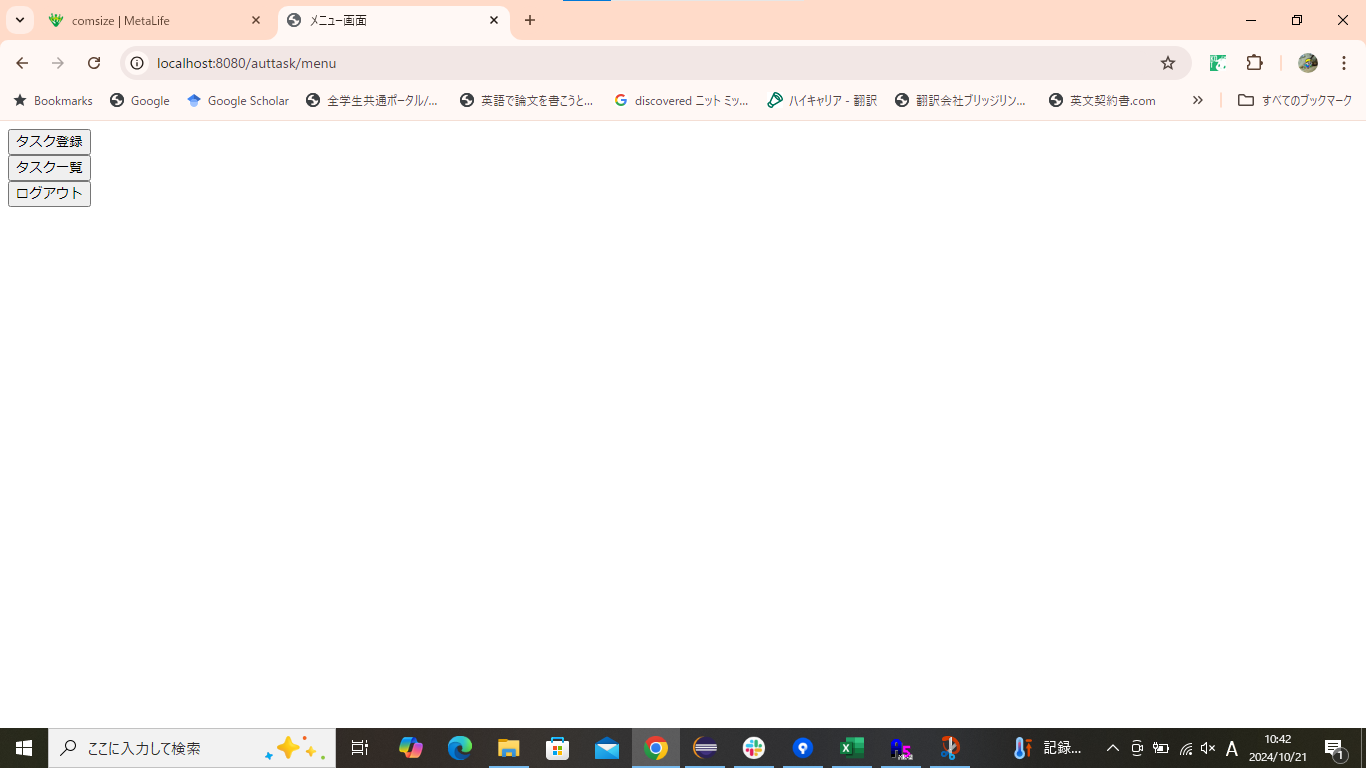 comsize | MetaLife
メニュー画面
localhost:8080/auttask/menu
Bookmarks
Google
Google Scholar
全学生共通ポータル/...
英語で論文を書こうと...
discovered ニット ミッ...
ハイキャリア - 翻訳
翻訳会社ブリッジリン...
英文契約書.com
すべてのブックマーク
タスク登録
タスク一覧
ログアウト
ここに入力して検索
記録...
A
10:42
2024/10/21
1